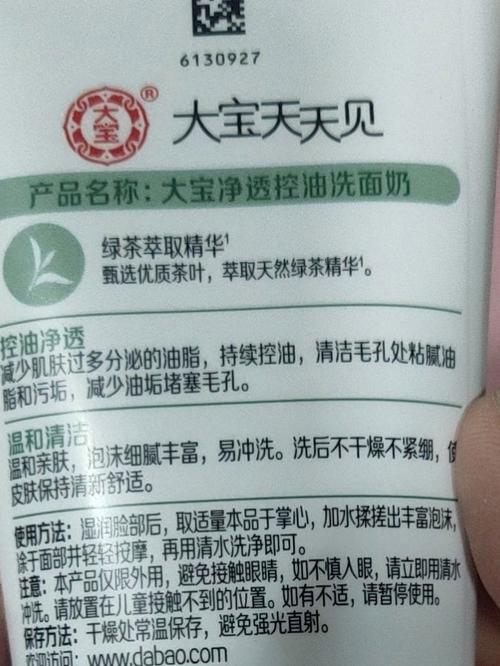 6130927
大宝®
大宝天天见
产品名称：大宝净透控油洗面奶
绿茶萃取精华¹
甄选优质茶叶，萃取天然绿茶精华¹。
控油净透
减少肌肤过多分泌的油脂，持续控油，清洁毛孔处粘腻油
脂和污垢，减少油垢堵塞毛孔。
温和清洁
温和亲肤，泡沫细腻丰富，易冲洗。洗后不干燥不紧绷，使
皮肤保持清新舒适。
使用方法：湿润脸部后，取适量本品于掌心，加水揉搓出丰富泡沫，
涂于面部并轻轻按摩，再用清水洗净即可。
注意：本产品仅限外用，避免接触眼睛，如不慎入眼，请立即用清水
冲洗。请放置在儿童接触不到的位置。如有不适，请暂停使用。
保存方法：干燥处常温保存，避免强光直射。
欢迎访问：www.dabao.com